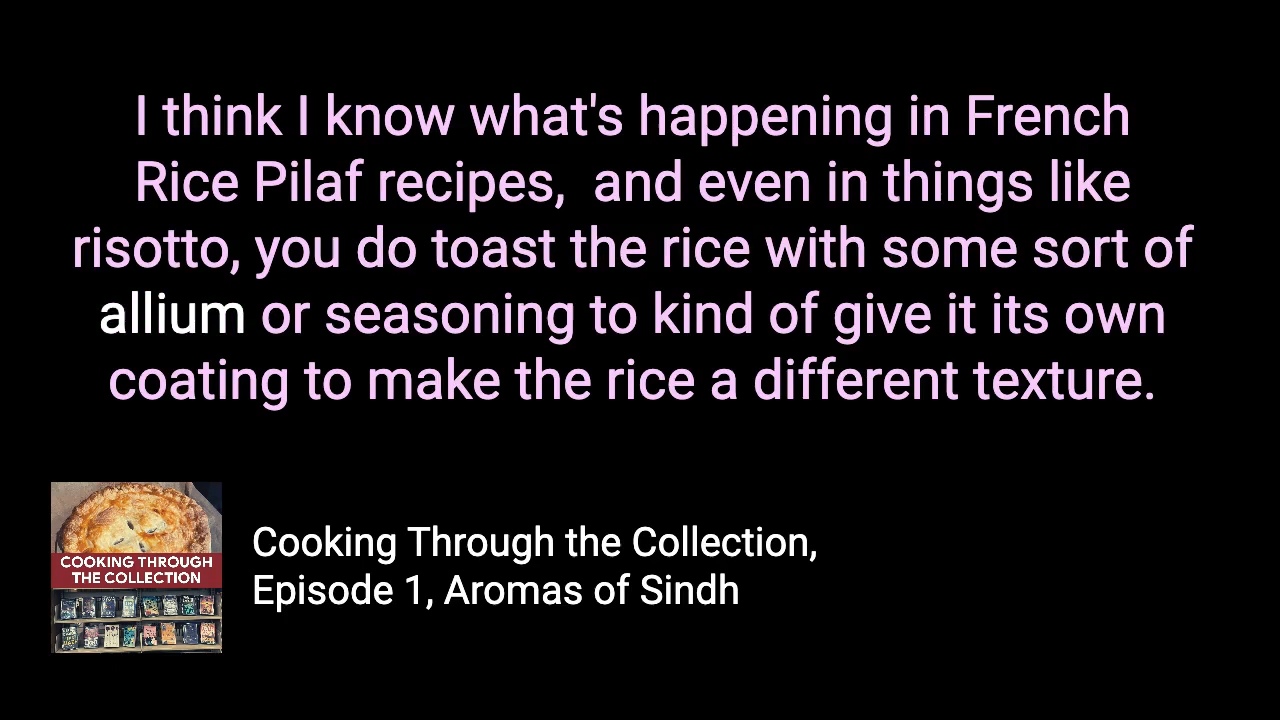 I think I know what's happening in French
Rice Pilaf recipes,  and even in things like
risotto, you do toast the rice with some sort of
allium or seasoning to kind of give it its own
coating to make the rice a different texture.
COOKING THROUGH
THE COLLECTION
Cooking Through the Collection,
Episode 1, Aromas of Sindh